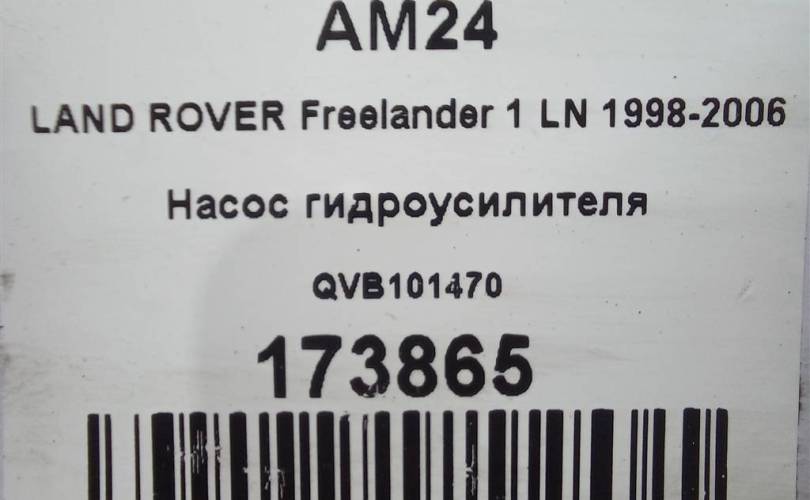 AM24
LAND ROVER Freelander 1 LN 1998-2006
Насос гидроусилителя
QVB101470
173865